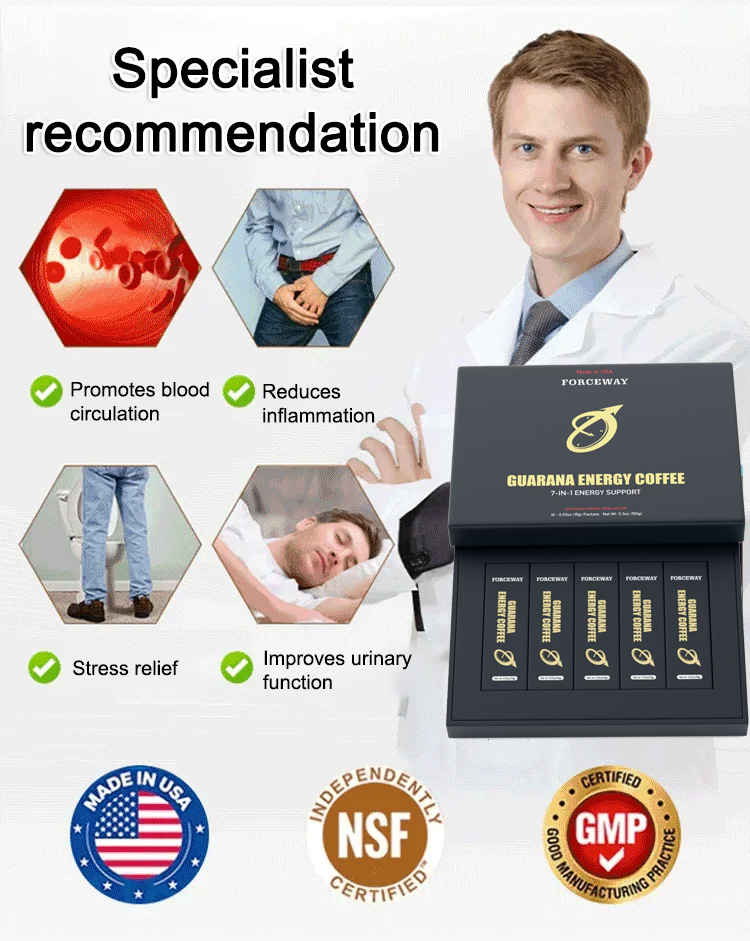 Specialist
recommendation
Promotes blood
circulation
Reduces
inflammation
Stress relief
Improves urinary
function
Made in USA
FORCEWAY
GUARANA ENERGY COFFEE
7-IN-1 ENERGY SUPPORT
FORCEWAY
GUARANA
ENERGY COFFEE
FORCEWAY
GUARANA
ENERGY COFFEE
FORCEWAY
GUARANA
ENERGY COFFEE
FORCEWAY
GUARANA
ENERGY COFFEE
FORCEWAY
GUARANA
ENERGY COFFEE
MADE IN USA
INDEPENDENTLY
NSF
CERTIFIED™
CERTIFIED
GMP
GOOD MANUFACTURING PRACTICE